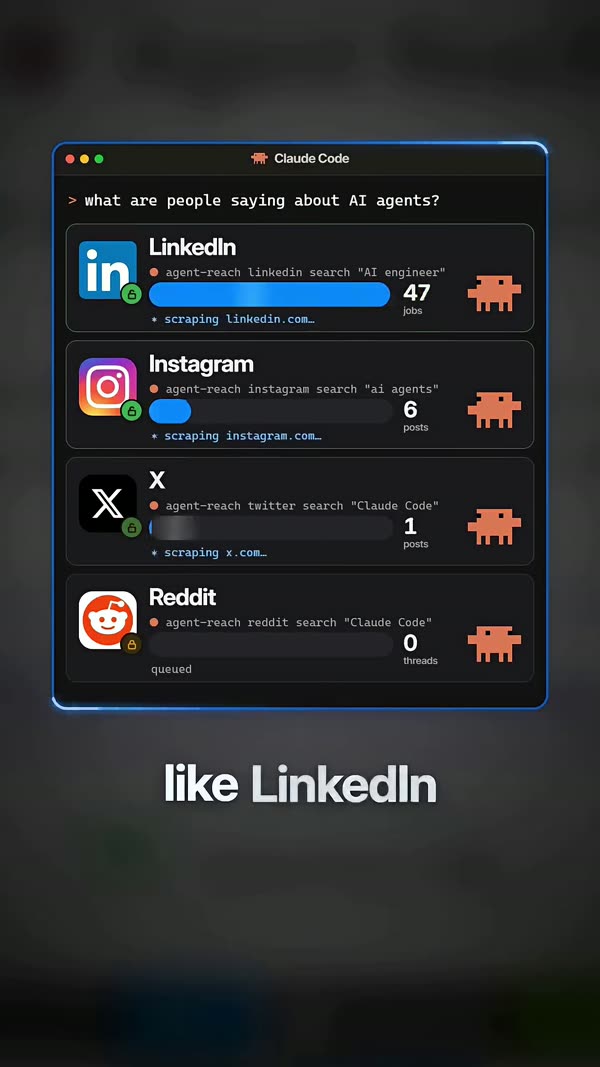 Claude Code
> what are people saying about AI agents?
LinkedIn
in
agent-reach linkedin search "AI engineer"
47
jobs
* scraping linkedin.com…
Instagram
agent-reach instagram search "ai agents"
6
posts
* scraping instagram.com…
X
agent-reach twitter search "Claude Code"
1
posts
* scraping x.com…
Reddit
agent-reach reddit search "Claude Code"
0
threads
queued
like LinkedIn